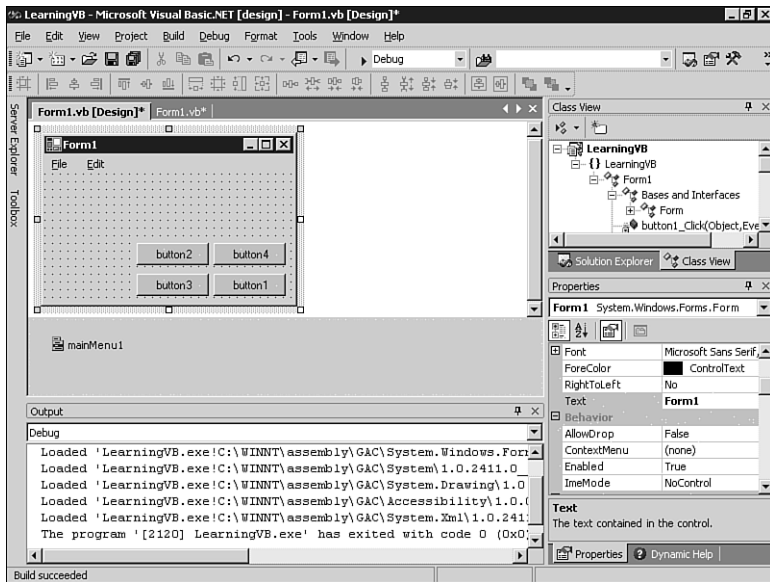 LearningVB - Microsoft Visual Basic.NET [design] - Form1.vb [Design]*
File Edit View Project Build Debug Format Tools Window Help
Debug
Server Explorer
Toolbox
Form1.vb [Design]* Form1.vb*
Form1
File Edit
button2 button4
button3 button1
mainMenu1
Output
Debug
Loaded 'LearningVB.exe!C:\WINNT\assembly\GAC\System.Windows.For
Loaded 'LearningVB.exe!C:\WINNT\assembly\GAC\System\1.0.2411.0_
Loaded 'LearningVB.exe!C:\WINNT\assembly\GAC\System.Drawing\1.0
Loaded 'LearningVB.exe!C:\WINNT\assembly\GAC\Accessibility\1.0.
Loaded 'LearningVB.exe!C:\WINNT\assembly\GAC\System.Xml\1.0.241
The program '[2120] LearningVB.exe' has exited with code 0 (0x0)
Build succeeded
Class View
LearningVB
{} LearningVB
Form1
Bases and Interfaces
Form
button1_Click(Object,Eve
Solution Explorer Class View
Properties
Form1 System.Windows.Forms.Form
Font Microsoft Sans Serif,
ForeColor ControlText
RightToLeft No
Text Form1
Behavior
AllowDrop False
ContextMenu (none)
Enabled True
ImeMode NoControl
Text
The text contained in the control.
Properties Dynamic Help